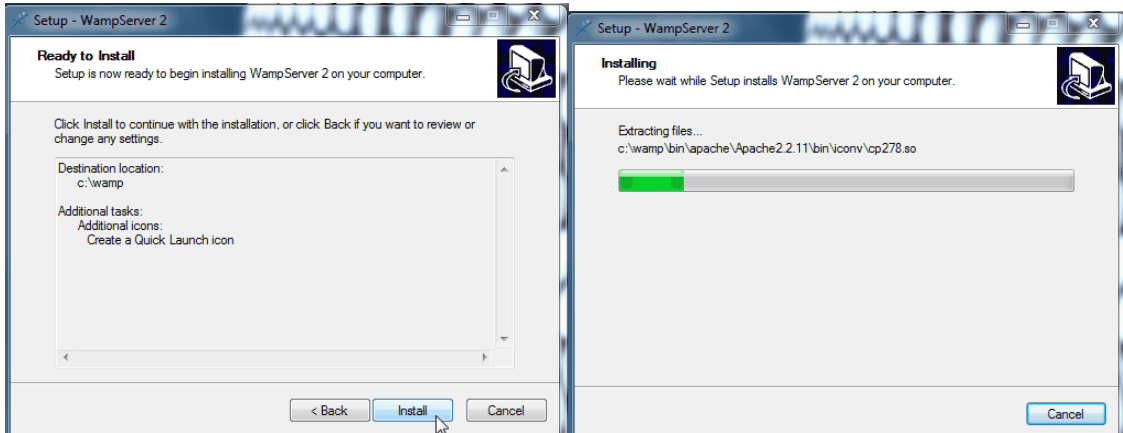 Setup - WampServer 2
Ready to Install
Setup is now ready to begin installing WampServer 2 on your computer.
Click Install to continue with the installation, or click Back if you want to review or
change any settings.
Destination location:
c:\wamp
Additional tasks:
Additional icons:
Create a Quick Launch icon
< Back
Install
Cancel
Setup - WampServer 2
Installing
Please wait while Setup installs WampServer 2 on your computer.
Extracting files...
c:\wamp\bin\apache\Apache2.2.11\bin\iconv\cp278.so
Cancel